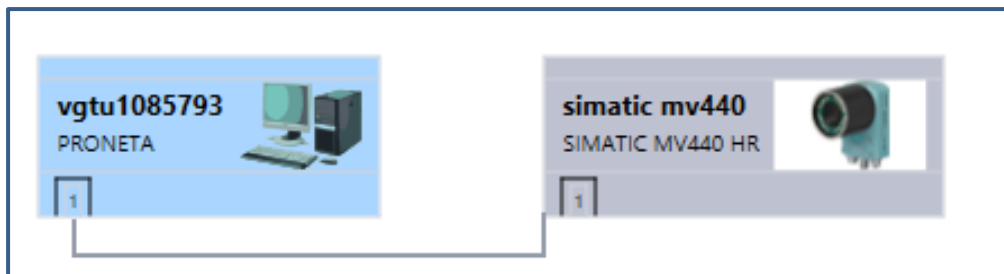 vgtu1085793
PRONETA
1
simatic mv440
SIMATIC MV440 HR
1